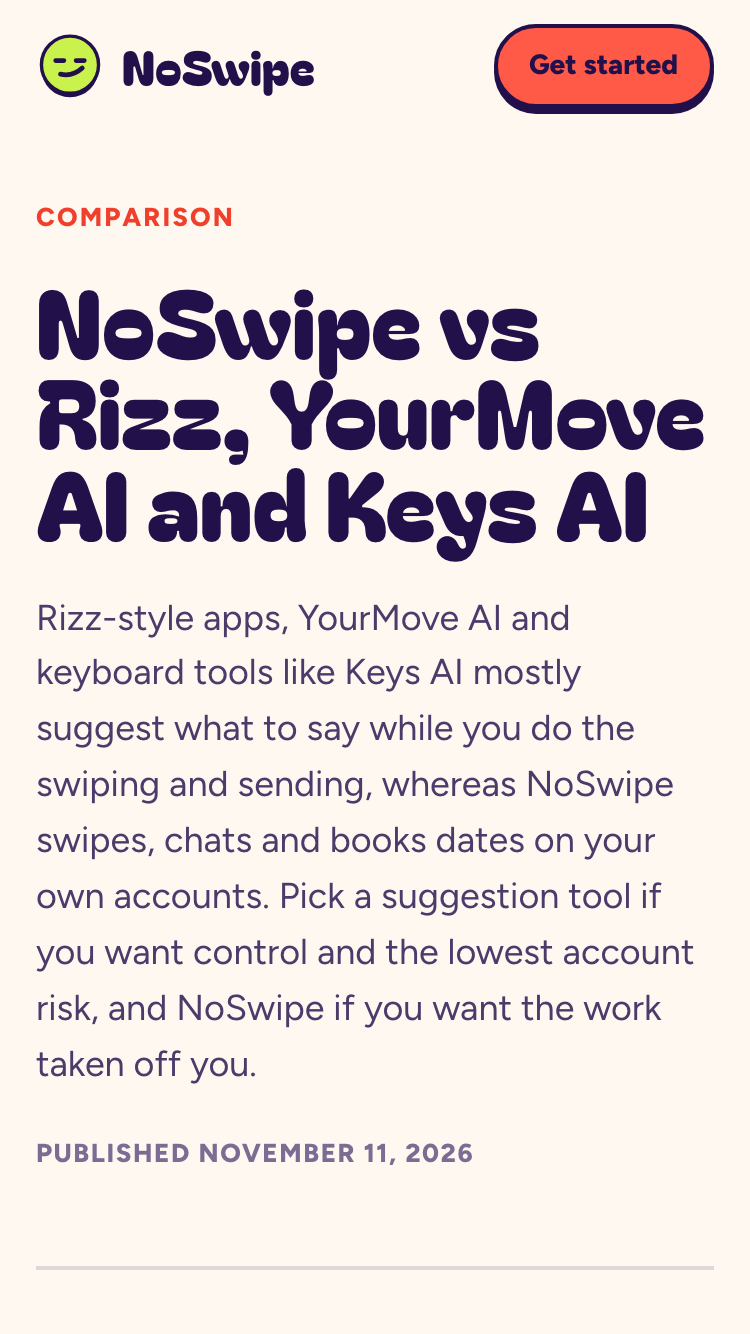 NoSwipe
Get started
COMPARISON
NoSwipe vs
Rizz, YourMove
AI and Keys AI
Rizz-style apps, YourMove AI and
keyboard tools like Keys AI mostly
suggest what to say while you do the
swiping and sending, whereas NoSwipe
swipes, chats and books dates on your
own accounts. Pick a suggestion tool if
you want control and the lowest account
risk, and NoSwipe if you want the work
taken off you.
PUBLISHED NOVEMBER 11, 2026